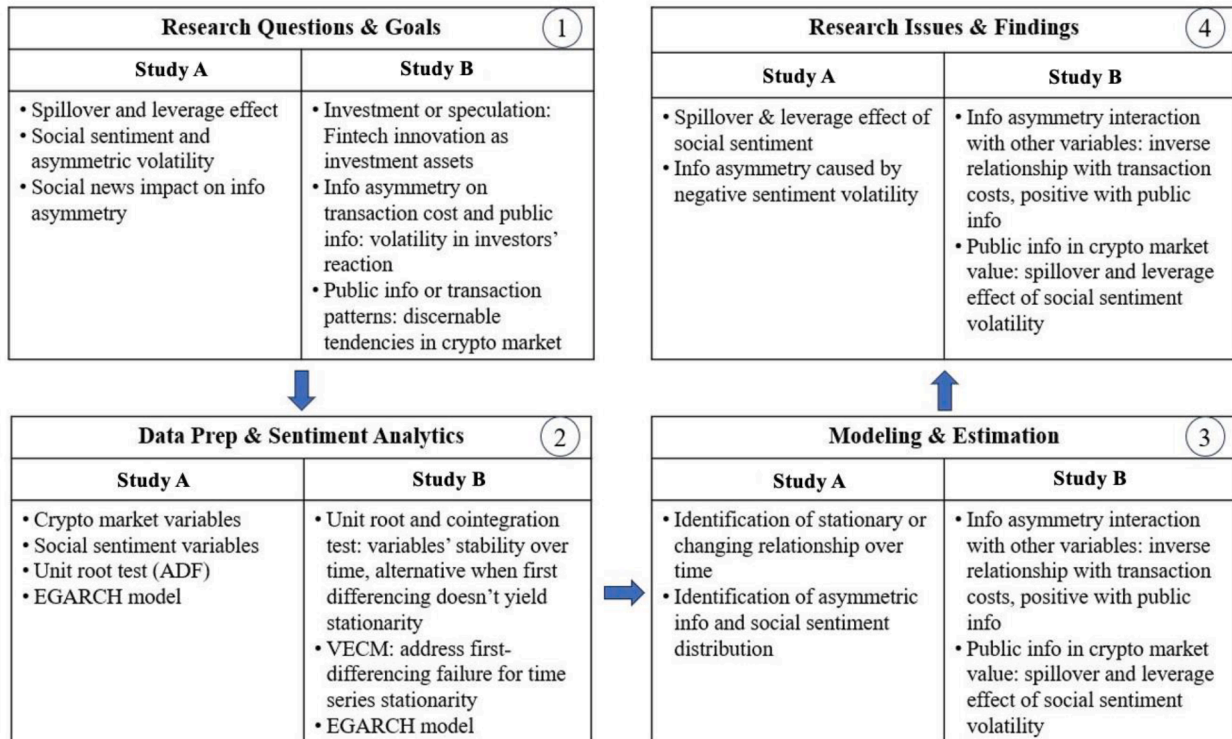 Research Questions & Goals
1
Study A
• Spillover and leverage effect
• Social sentiment and
asymmetric volatility
• Social news impact on info
asymmetry
Study B
• Investment or speculation:
Fintech innovation as
investment assets
• Info asymmetry on
transaction cost and public
info: volatility in investors’
reaction
• Public info or transaction
patterns: discernable
tendencies in crypto market
Data Prep & Sentiment Analytics
2
Study A
• Crypto market variables
• Social sentiment variables
• Unit root test (ADF)
• EGARCH model
Study B
• Unit root and cointegration
test: variables’ stability over
time, alternative when first
differencing doesn’t yield
stationarity
• VECM: address first-
differencing failure for time
series stationarity
• EGARCH model
Modeling & Estimation
3
Study A
• Identification of stationary or
changing relationship over
time
• Identification of asymmetric
info and social sentiment
distribution
Study B
• Info asymmetry interaction
with other variables: inverse
relationship with transaction
costs, positive with public
info
• Public info in crypto market
value: spillover and leverage
effect of social sentiment
volatility
Research Issues & Findings
4
Study A
• Spillover & leverage effect of
social sentiment
• Info asymmetry caused by
negative sentiment volatility
Study B
• Info asymmetry interaction
with other variables: inverse
relationship with transaction
costs, positive with public
info
• Public info in crypto market
value: spillover and leverage
effect of social sentiment
volatility